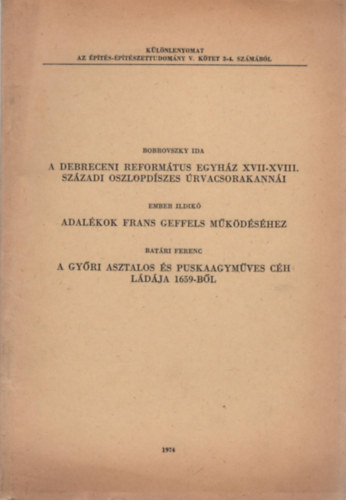 KÜLÖNLENYOMAT
AZ ÉPÍTÉS-ÉPÍTÉSZETTUDOMÁNY V. KÖTET 3-4. SZÁMÁBÓL
BOBROVSZKY IDA
A DEBRECENI REFORMÁTUS EGYHÁZ XVII-XVIII.
SZÁZADI OSZLOPDÍSZES ÚRVACSORAKANNÁI
EMBER ILDIKÓ
ADALÉKOK FRANS GEFFELS MŰKÖDÉSÉHEZ
BATÁRI FERENC
A GYŐRI ASZTALOS ÉS PUSKAAGYMŰVES CÉH
LÁDÁJA 1659-BŐL
1974